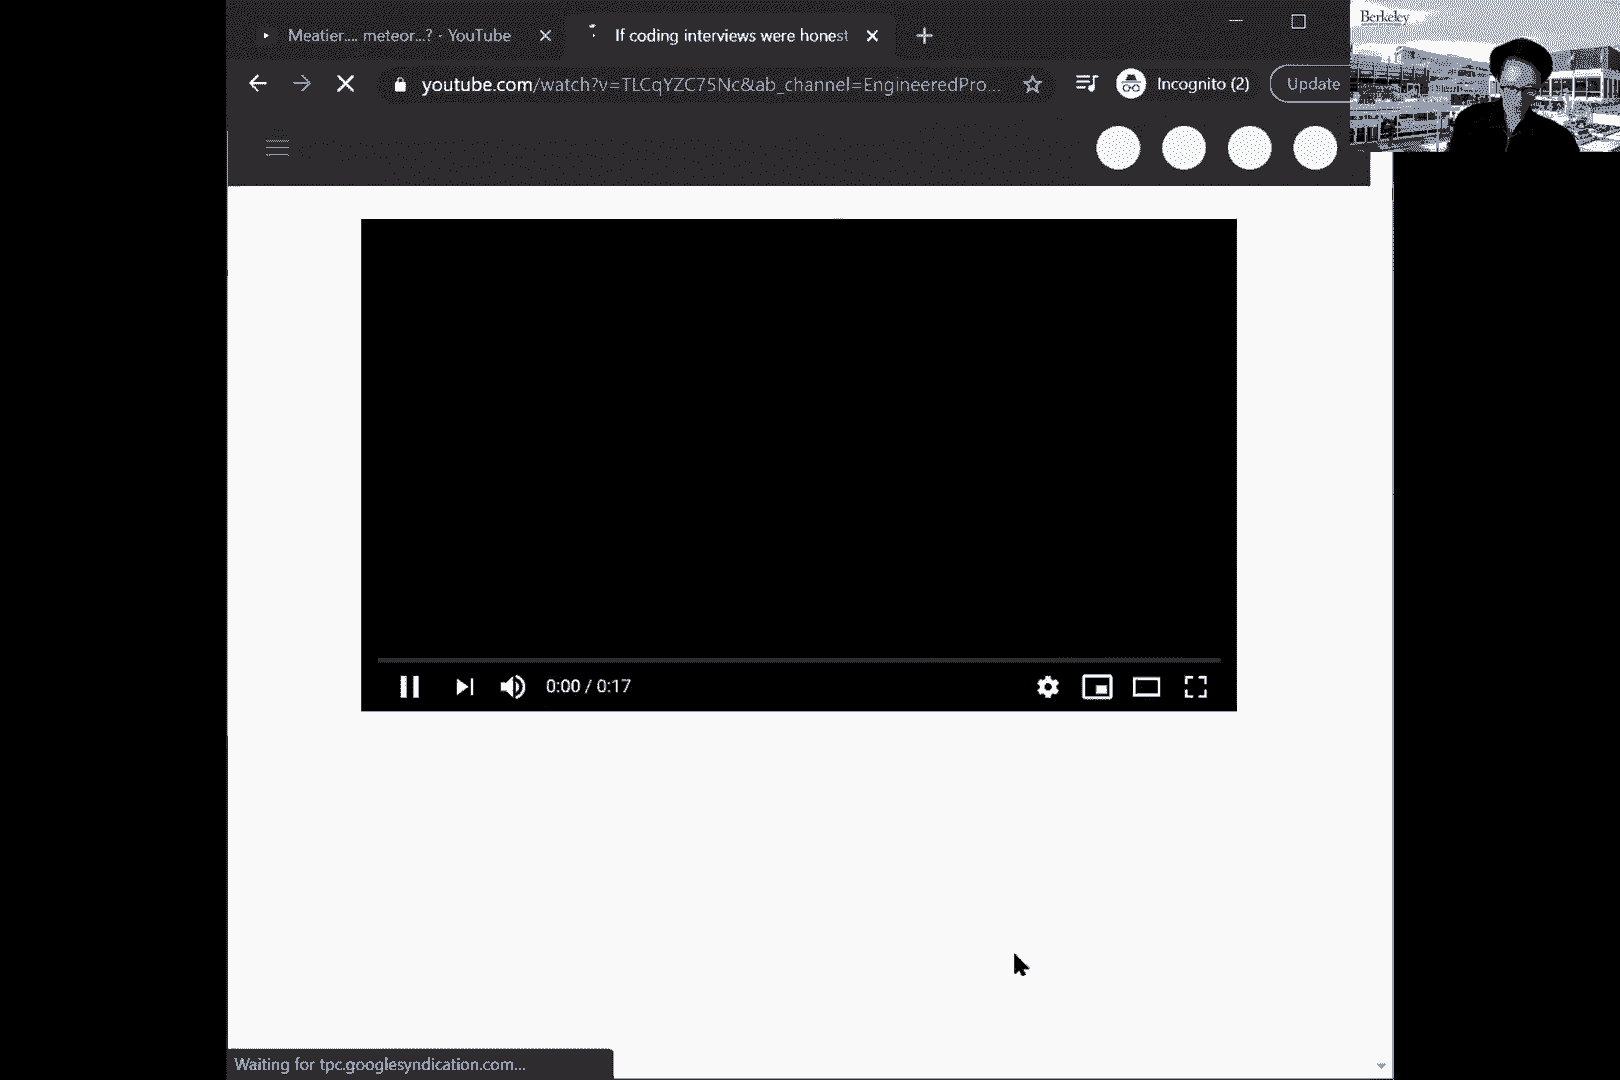 Meatier.... meteor...? - YouTube
If coding interviews were honest
youtube.com/watch?v=TLCqYZC75Nc&ab_channel=EngineeredPro...
Incognito (2)
Update
Berkeley
0:00 / 0:17
Waiting for tpc.googlesyndication.com...